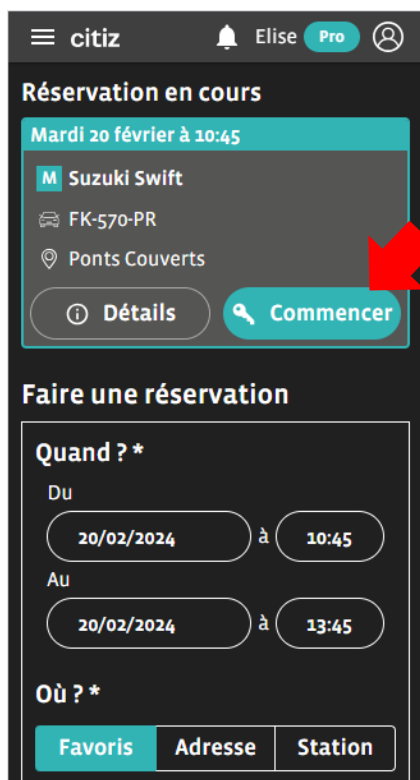 citiz Elise Pro
Réservation en cours
Mardi 20 février à 10:45
M Suzuki Swift
FK-570-PR
Ponts Couverts
Détails Commencer
Faire une réservation
Quand ? *
Du
20/02/2024 à 10:45
Au
20/02/2024 à 13:45
Où ? *
Favoris Adresse Station